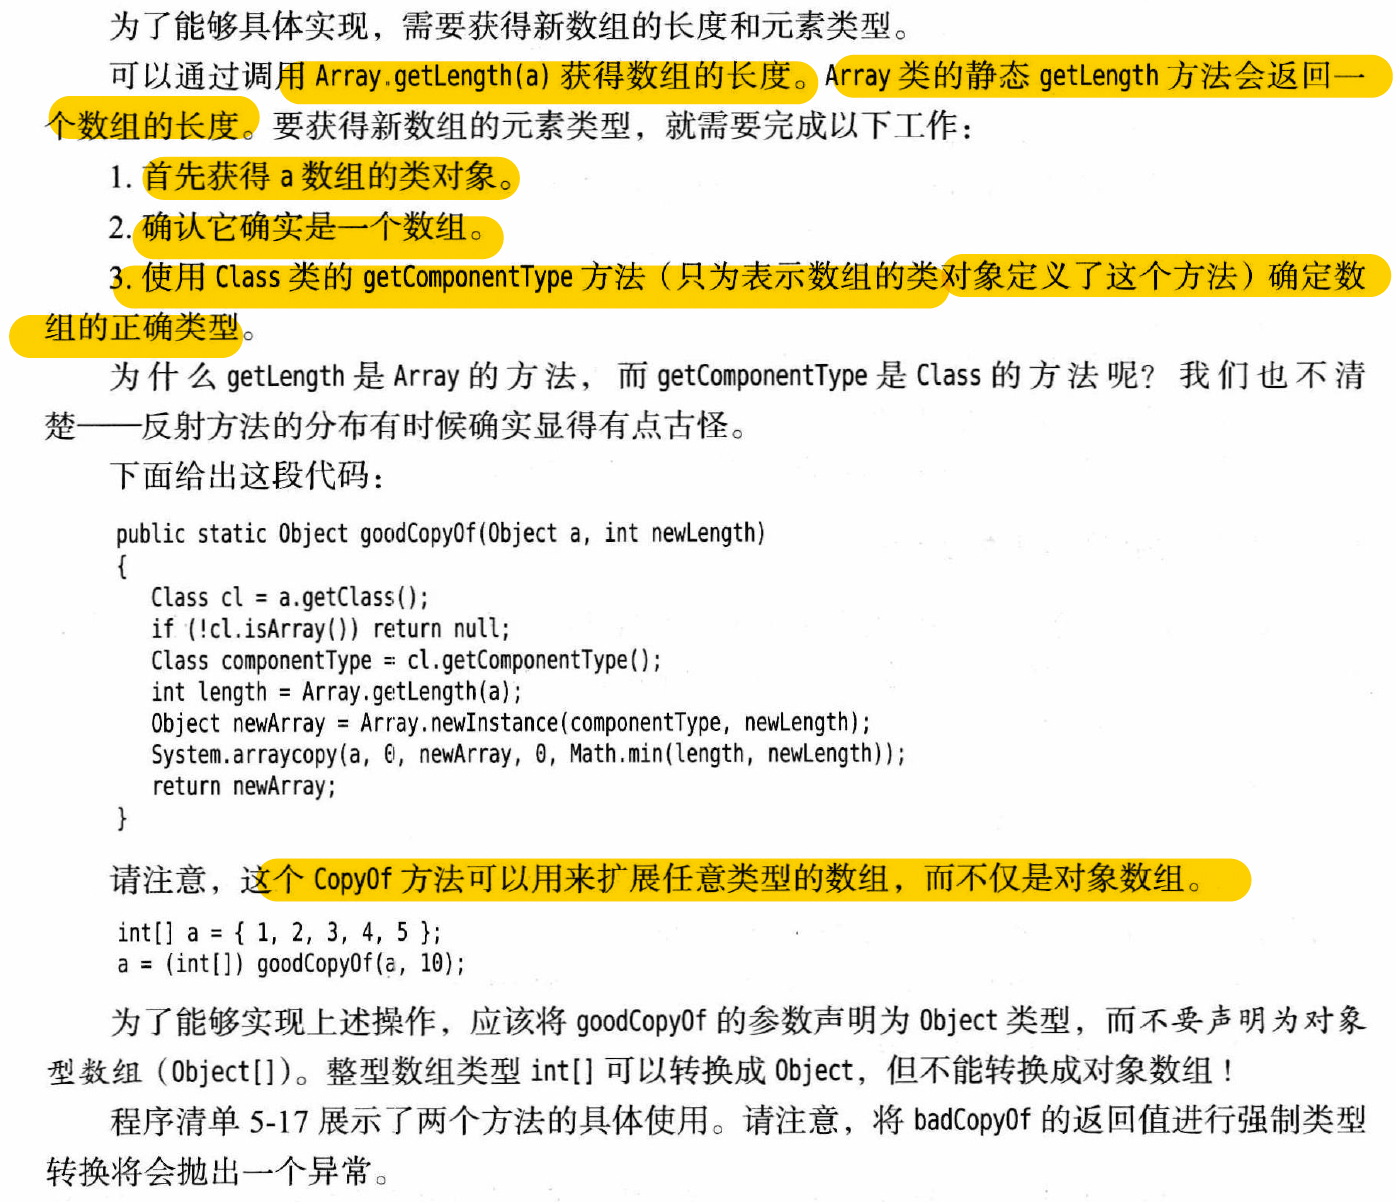 为了能够具体实现，需要获得新数组的长度和元素类型。
可以通过调用 Array.getLength(a) 获得数组的长度。Array 类的静态 getLength 方法会返回一
个数组的长度。要获得新数组的元素类型，就需要完成以下工作：
1. 首先获得 a 数组的类对象。
2. 确认它确实是一个数组。
3. 使用 Class 类的 getComponentType 方法（只为表示数组的类对象定义了这个方法）确定数
组的正确类型。
为什么 getLength 是 Array 的方法，而 getComponentType 是 Class 的方法呢？我们也不清
楚——反射方法的分布有时候确实显得有点古怪。
下面给出这段代码：
public static Object goodCopyOf(Object a, int newLength)
{
Class cl = a.getClass();
if (!cl.isArray()) return null;
Class componentType = cl.getComponentType();
int length = Array.getLength(a);
Object newArray = Array.newInstance(componentType, newLength);
System.arraycopy(a, 0, newArray, 0, Math.min(length, newLength));
return newArray;
}
请注意，这个 CopyOf 方法可以用来扩展任意类型的数组，而不仅是对象数组。
int[] a = { 1, 2, 3, 4, 5 };
a = (int[]) goodCopyOf(a, 10);
为了能够实现上述操作，应该将 goodCopyOf 的参数声明为 Object 类型，而不要声明为对象
型数组（Object[]）。整型数组类型 int[] 可以转换成 Object，但不能转换成对象数组！
程序清单 5-17 展示了两个方法的具体使用。请注意，将 badCopyOf 的返回值进行强制类型
转换将会抛出一个异常。